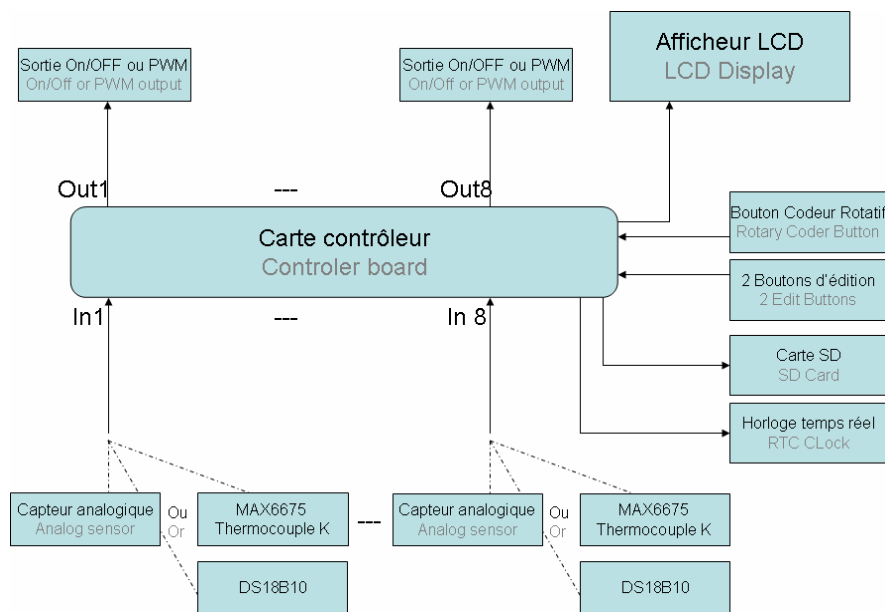 Sortie On/OFF ou PWM
On/Off or PWM output
Sortie On/OFF ou PWM
On/Off or PWM output
Afficheur LCD
LCD Display
Out1
---
Out8
Carte contrôleur
Controler board
Bouton Codeur Rotatif
Rotary Coder Button
2 Boutons d'édition
2 Edit Buttons
In1
---
In 8
Carte SD
SD Card
Horloge temps réel
RTC CLock
Capteur analogique
Analog sensor
Ou
Or
MAX6675
Thermocouple K
---
Capteur analogique
Analog sensor
Ou
Or
MAX6675
Thermocouple K
DS18B10
DS18B10